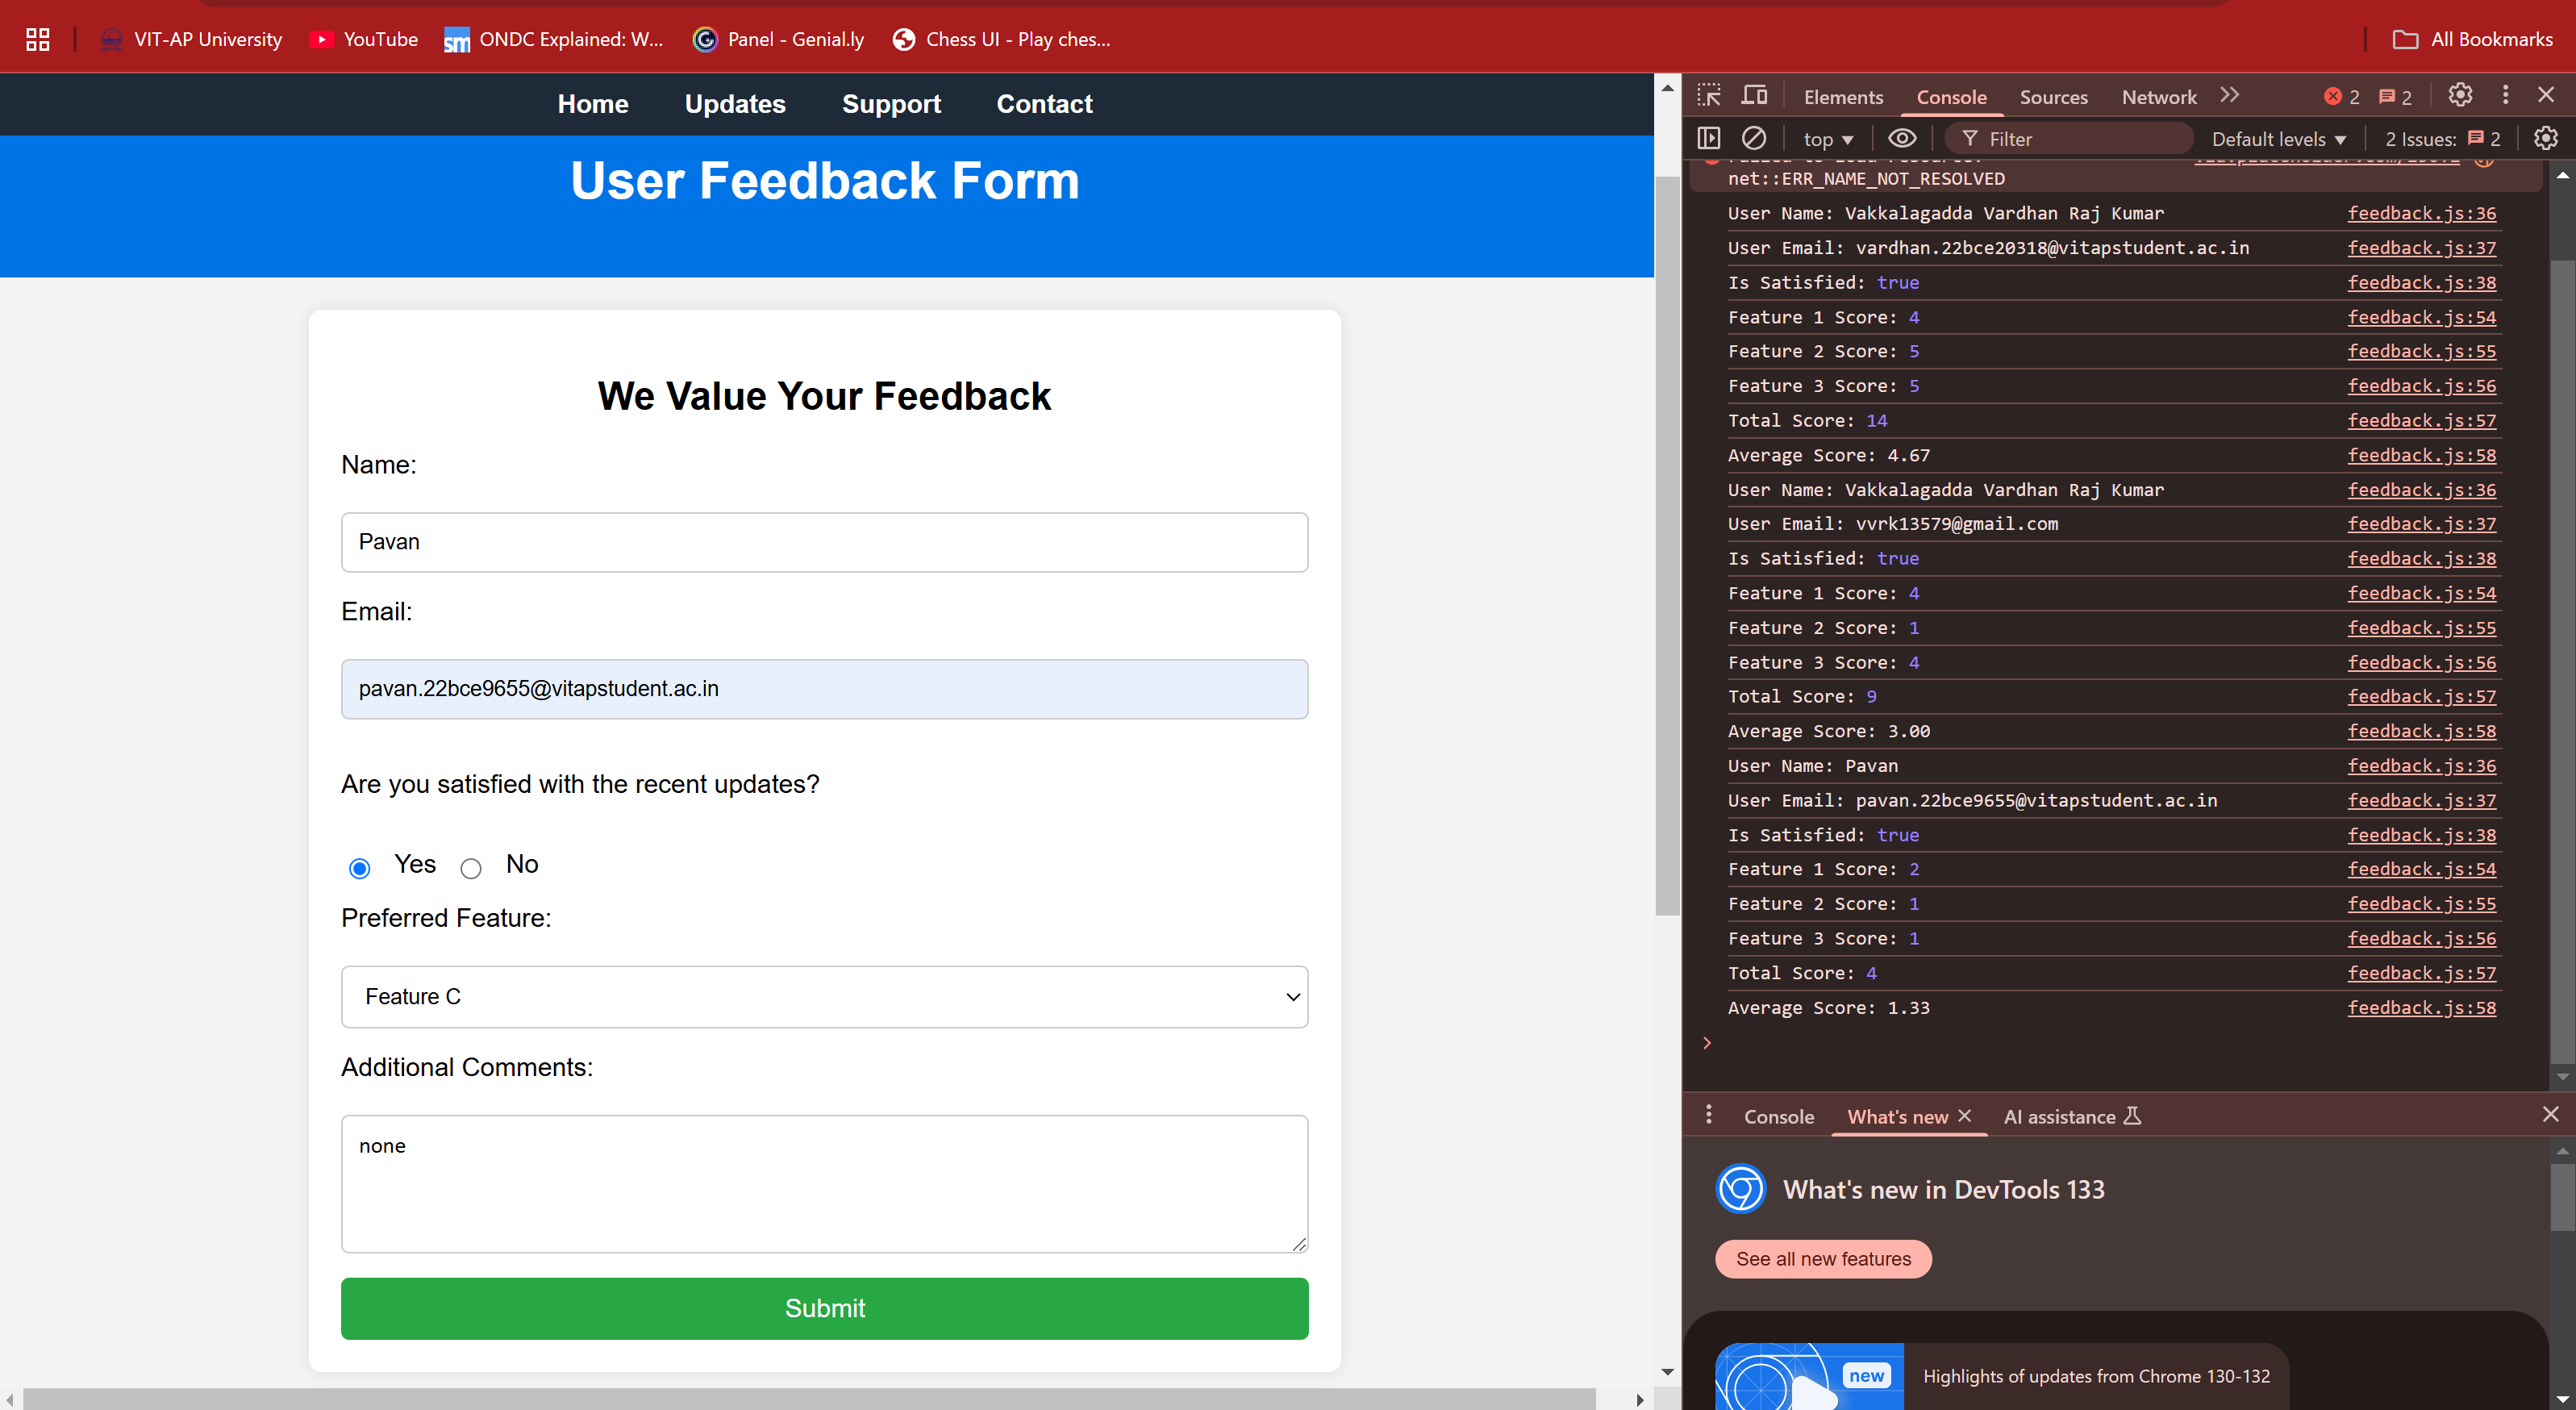 VIT-AP University YouTube ONDC Explained: W... Panel - Genial.ly Chess UI - Play ches... All Bookmarks
Home Updates Support Contact
User Feedback Form
We Value Your Feedback
Name:
Pavan
Email:
pavan.22bce9655@vitapstudent.ac.in
Are you satisfied with the recent updates?
Yes No
Preferred Feature:
Feature C
Additional Comments:
none
Submit
Elements Console Sources Network 2 2
top Filter Default levels 2 Issues: 2
net::ERR_NAME_NOT_RESOLVED
User Name: Vakkalagadda Vardhan Raj Kumar feedback.js:36
User Email: vardhan.22bce20318@vitapstudent.ac.in feedback.js:37
Is Satisfied: true feedback.js:38
Feature 1 Score: 4 feedback.js:54
Feature 2 Score: 5 feedback.js:55
Feature 3 Score: 5 feedback.js:56
Total Score: 14 feedback.js:57
Average Score: 4.67 feedback.js:58
User Name: Vakkalagadda Vardhan Raj Kumar feedback.js:36
User Email: vvrk13579@gmail.com feedback.js:37
Is Satisfied: true feedback.js:38
Feature 1 Score: 4 feedback.js:54
Feature 2 Score: 1 feedback.js:55
Feature 3 Score: 4 feedback.js:56
Total Score: 9 feedback.js:57
Average Score: 3.00 feedback.js:58
User Name: Pavan feedback.js:36
User Email: pavan.22bce9655@vitapstudent.ac.in feedback.js:37
Is Satisfied: true feedback.js:38
Feature 1 Score: 2 feedback.js:54
Feature 2 Score: 1 feedback.js:55
Feature 3 Score: 1 feedback.js:56
Total Score: 4 feedback.js:57
Average Score: 1.33 feedback.js:58
Console What's new AI assistance
What's new in DevTools 133
See all new features
new
Highlights of updates from Chrome 130-132